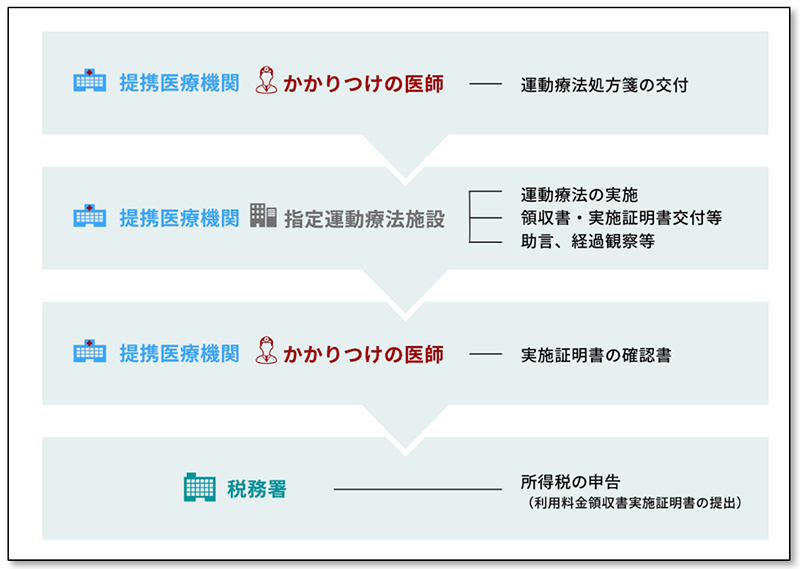 提携医療機関 かかりつけの医師 運動療法処方箋の交付
提携医療機関 指定運動療法施設
運動療法の実施
領収書・実施証明書交付等
助言、経過観察等
提携医療機関 かかりつけの医師 実施証明書の確認書
税務署
所得税の申告
（利用料金領収書実施証明書の提出）